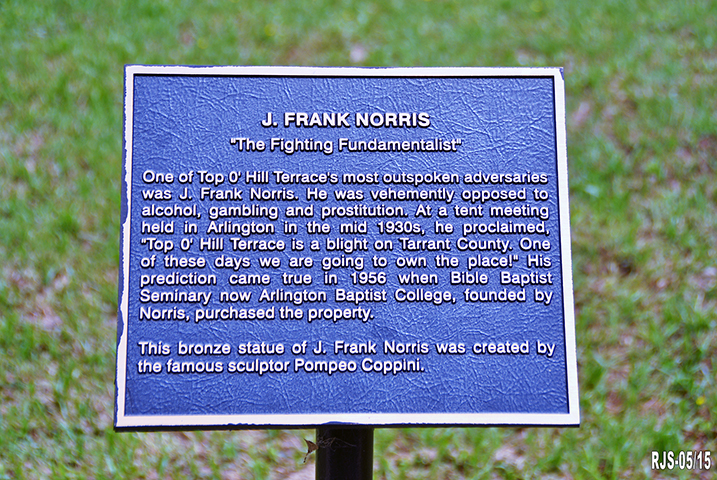 J. FRANK NORRIS
"The Fighting Fundamentalist"
One of Top O' Hill Terrace's most outspoken adversaries
was J. Frank Norris. He was vehemently opposed to
alcohol, gambling and prostitution. At a tent meeting
held in Arlington in the mid 1930s, he proclaimed,
"Top O' Hill Terrace is a blight on Tarrant County. One
of these days we are going to own the place!" His
prediction came true in 1956 when Bible Baptist
Seminary now Arlington Baptist College, founded by
Norris, purchased the property.
This bronze statue of J. Frank Norris was created by
the famous sculptor Pompeo Coppini.
RJS-05/15